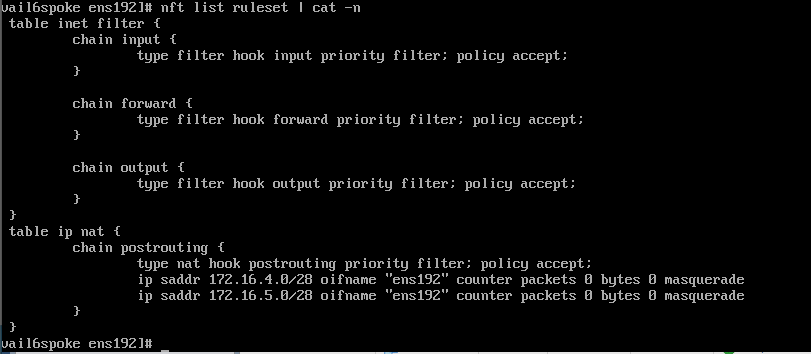 vail6spoke ens192]# nft list ruleset | cat -n
table inet filter {
chain input {
type filter hook input priority filter; policy accept;
}
chain forward {
type filter hook forward priority filter; policy accept;
}
chain output {
type filter hook output priority filter; policy accept;
}
}
table ip nat {
chain postrouting {
type nat hook postrouting priority filter; policy accept;
ip saddr 172.16.4.0/28 oifname "ens192" counter packets 0 bytes 0 masquerade
ip saddr 172.16.5.0/28 oifname "ens192" counter packets 0 bytes 0 masquerade
}
}
vail6spoke ens192]# _